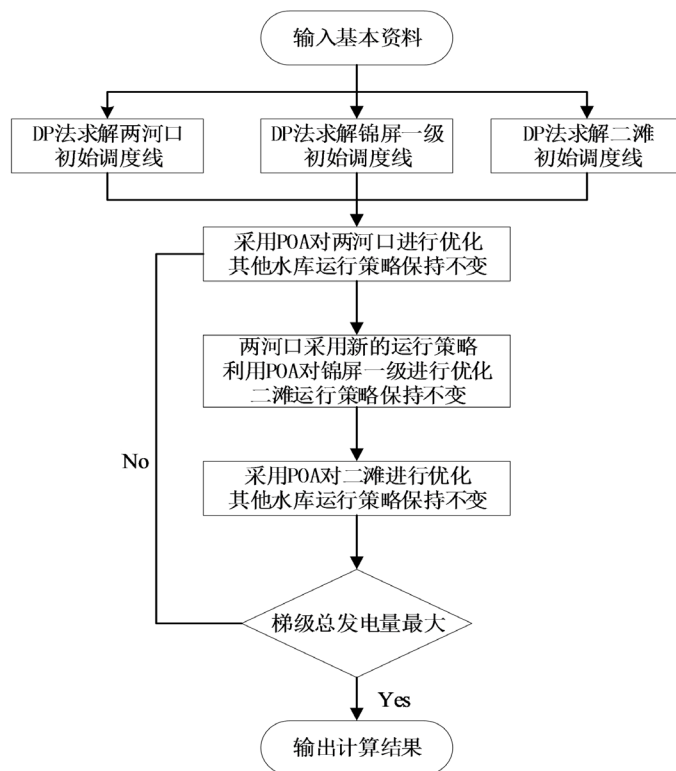 输入基本资料
DP法求解两河口
初始调度线
DP法求解锦屏一级
初始调度线
DP法求解二滩
初始调度线
采用POA对两河口进行优化
其他水库运行策略保持不变
两河口采用新的运行策略
利用POA对锦屏一级进行优化
二滩运行策略保持不变
No
采用POA对二滩进行优化
其他水库运行策略保持不变
梯级总发电量最大
Yes
输出计算结果